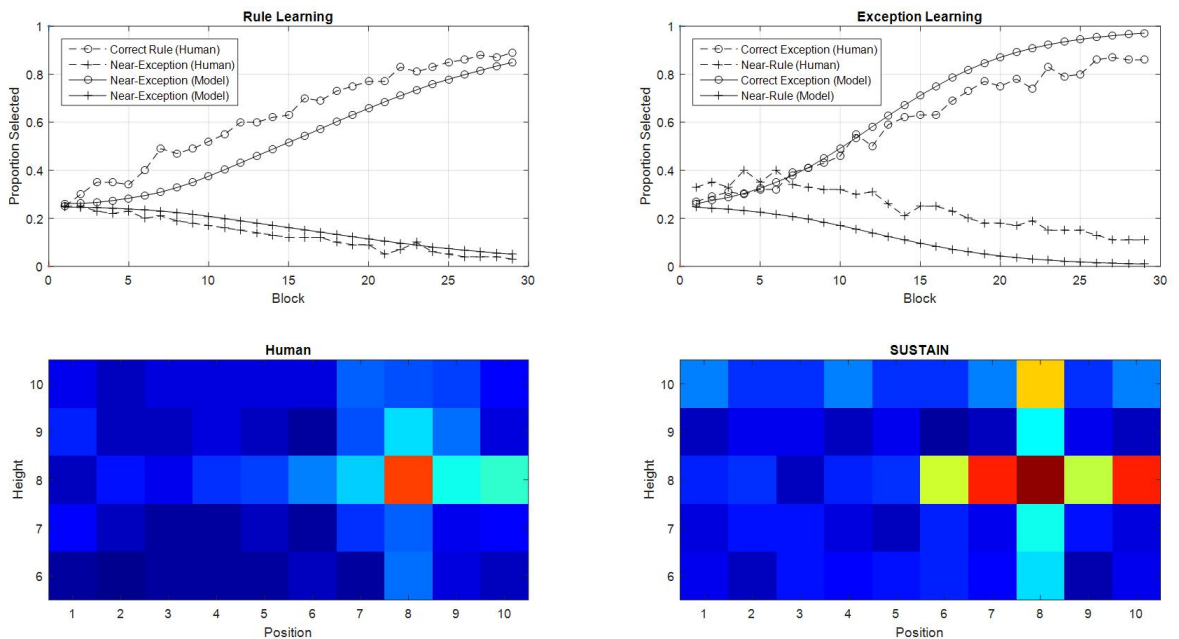 Rule Learning
1
0.8
0.6
0.4
0.2
0
Proportion Selected
Correct Rule (Human)
Near-Exception (Human)
Near-Exception (Model)
Near-Exception (Model)
0 5 10 15 20 25 30
Block
Exception Learning
1
0.8
0.6
0.4
0.2
0
Proportion Selected
Correct Exception (Human)
Near-Rule (Human)
Correct Exception (Model)
Near-Rule (Model)
0 5 10 15 20 25 30
Block
Human
10
9
8
7
6
Height
1 2 3 4 5 6 7 8 9 10
Position
SUSTAIN
10
9
8
7
6
Height
1 2 3 4 5 6 7 8 9 10
Position